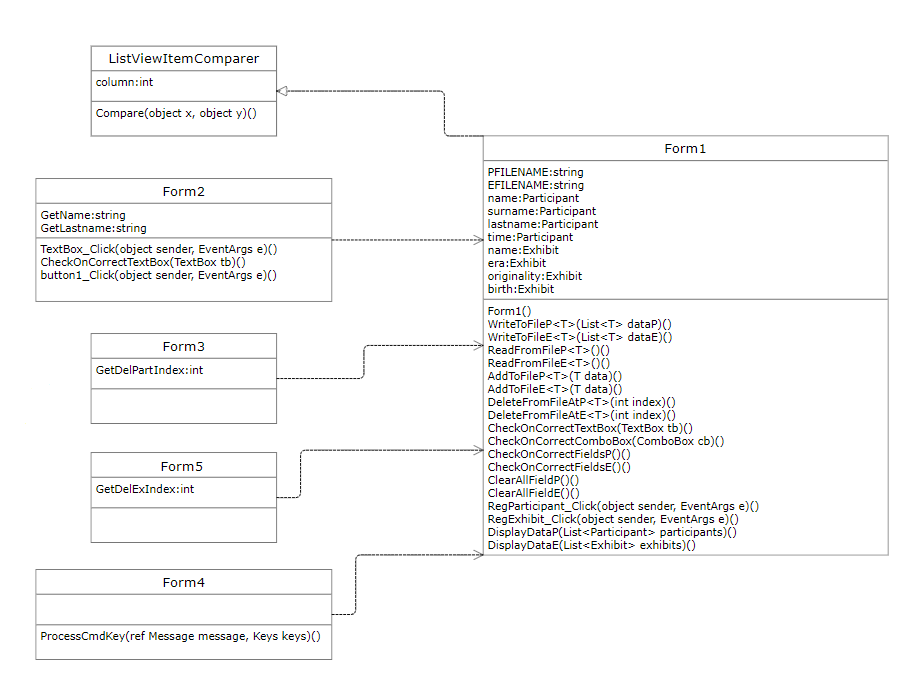 ListViewItemComparer
column:int
Compare(object x, object y)()
Form1
PFILENAME:string
EFILENAME:string
name:Participant
surname:Participant
lastname:Participant
time:Participant
name:Exhibit
era:Exhibit
originality:Exhibit
birth:Exhibit
Form1()
WriteToFileP<T>(List<T> dataP)()
WriteToFileE<T>(List<T> dataE)()
ReadFromFileP<T>()()
ReadFromFileE<T>()()
AddToFileP<T>(T data)()
AddToFileE<T>(T data)()
DeleteFromFileAtP<T>(int index)()
DeleteFromFileAtE<T>(int index)()
CheckOnCorrectTextBox(TextBox tb)()
CheckOnCorrectComboBox(ComboBox cb)()
CheckOnCorrectFieldsP()()
CheckOnCorrectFieldsE()()
ClearAllFieldP()()
ClearAllFieldE()()
RegParticipant_Click(object sender, EventArgs e)()
RegExhibit_Click(object sender, EventArgs e)()
DisplayDataP(List<Participant> participants)()
DisplayDataE(List<Exhibit> exhibits)()
Form2
GetName:string
GetLastname:string
TextBox_Click(object sender, EventArgs e)()
CheckOnCorrectTextBox(TextBox tb)()
button1_Click(object sender, EventArgs e)()
Form3
GetDelPartIndex:int
Form5
GetDelExIndex:int
Form4
ProcessCmdKey(ref Message message, Keys keys)()